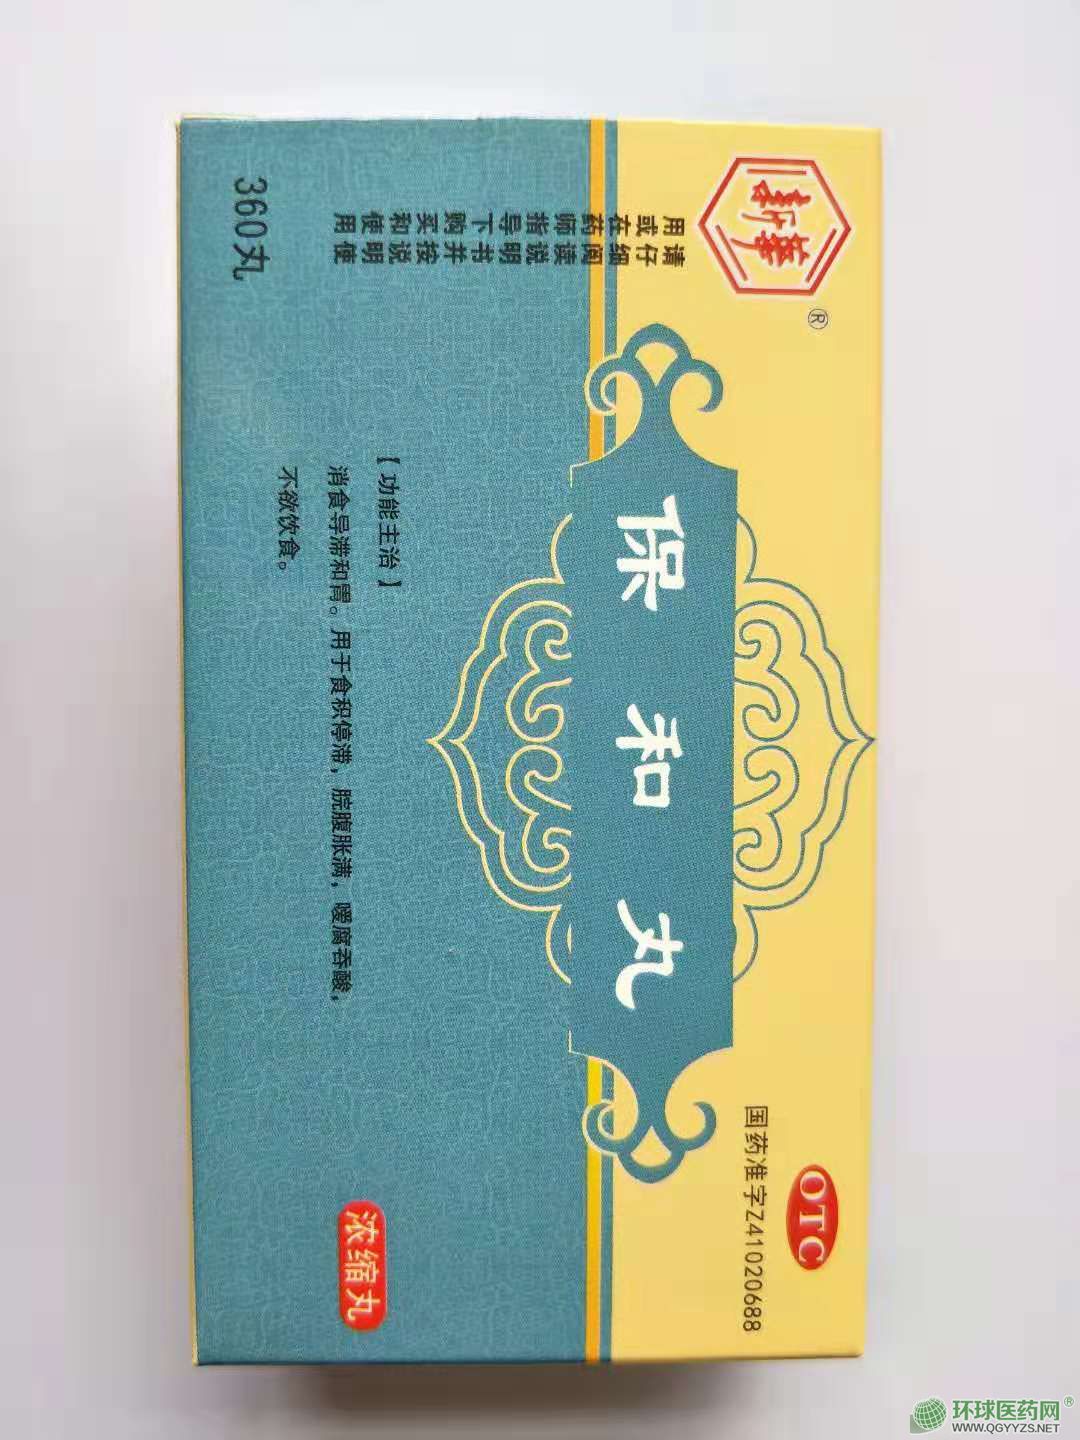 ®
OTC
国药准字Z41020688
请仔细阅读说明书并按说明使
用或在药师指导下购买和使用
保和丸
【功能主治】
消食导滞和胃。用于食积停滞，脘腹胀满，嗳腐吞酸，
不欲饮食。
360丸
浓缩丸
环球医药网®
WWW.QGYYZS.NET